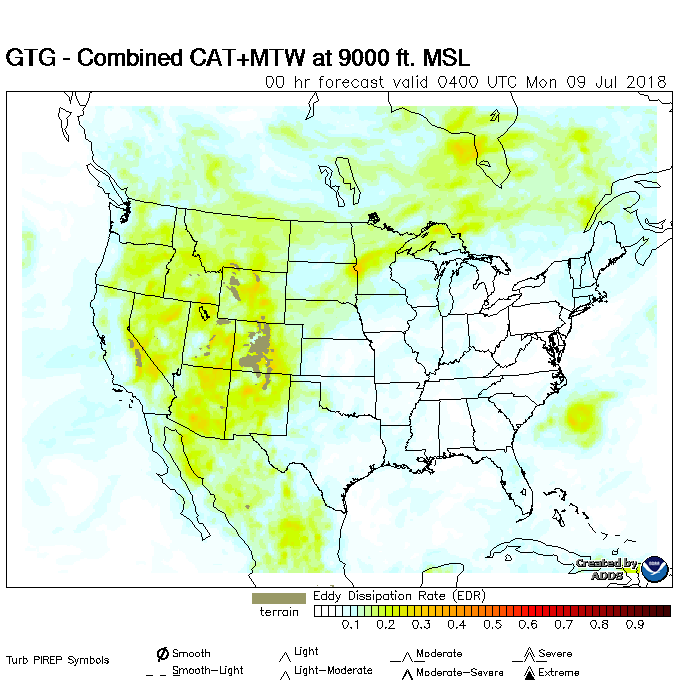 GTG - Combined CAT+MTW at 9000 ft. MSL
00 hr forecast valid 0400 UTC Mon 09 Jul 2018
Created by
ADDS
Eddy Dissipation Rate (EDR)
terrain
0.1 0.2 0.3 0.4 0.5 0.6 0.7 0.8 0.9
Turb PIREP Symbols
Smooth Light Moderate Severe
Smooth-Light Light-Moderate Moderate-Severe Extreme